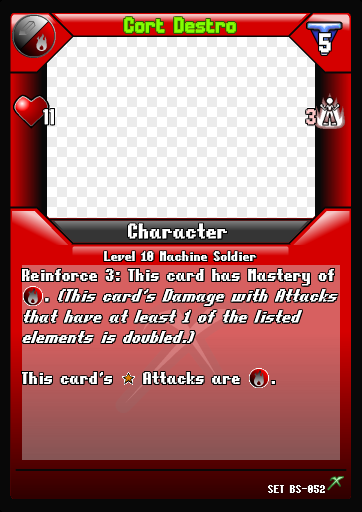 Cort Destro
5
11
3
Character
Level 10 Machine Soldier
Reinforce 3: This card has Mastery of
. (This card's Damage with Attacks
that have at least 1 of the listed
elements is doubled.)
This card's Attacks are .
SET BS-052